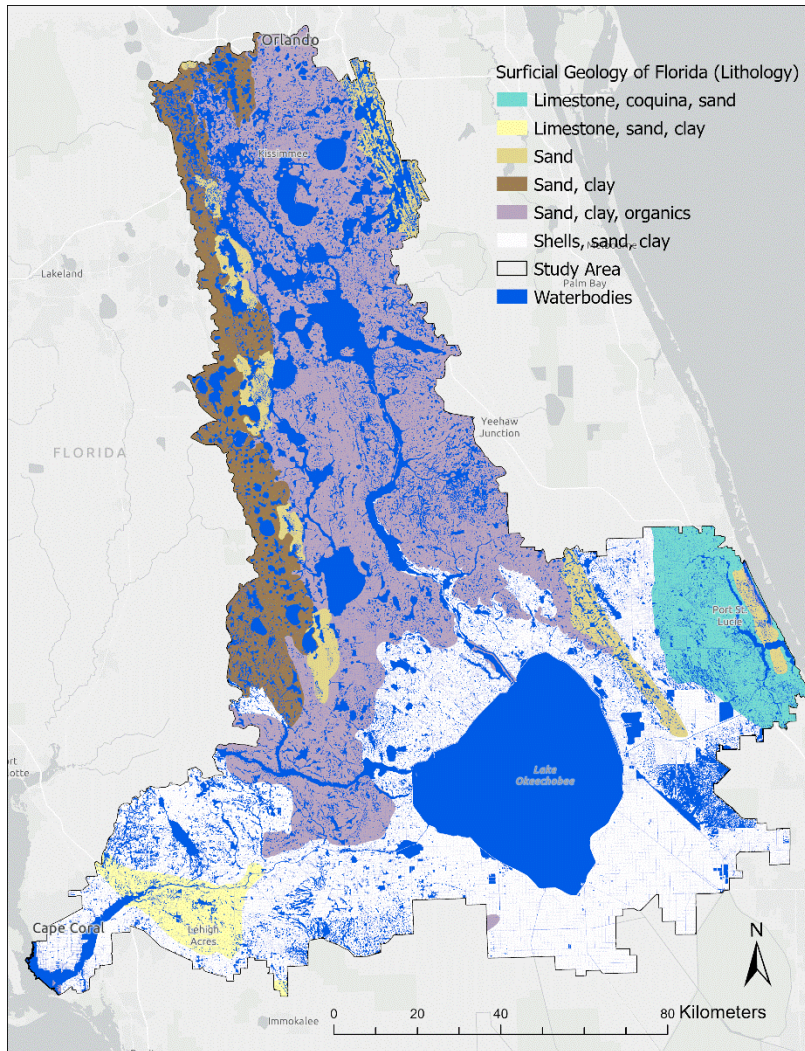 Orlando
Surficial Geology of Florida (Lithology)
Limestone, coquina, sand
Limestone, sand, clay
Sand
Sand, clay
Sand, clay, organics
Shells, sand, clay
Study Area
Waterbodies
Kissimmee
Lakeland
Palm Bay
Yeehaw
Junction
FLORIDA
Port St.
Lucie
Lake
Okeechobee
ort
lotte
Cape Coral
Lehigh
Acres
Immokalee
N
0 20 40 80 Kilometers